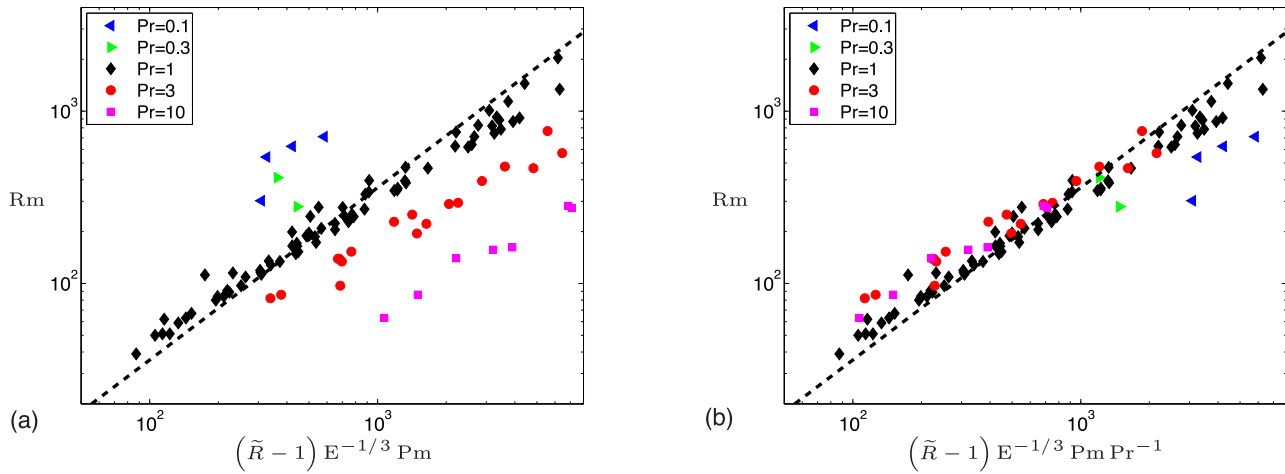 Pr=0.1
Pr=0.3
Pr=1
Pr=3
Pr=10
10^3
Rm
10^2
10^2 10^3
(a)
(R̃ − 1) E^{−1/3} Pm
Pr=0.1
Pr=0.3
Pr=1
Pr=3
Pr=10
10^3
Rm
10^2
10^2 10^3
(b)
(R̃ − 1) E^{−1/3} Pm Pr^{−1}